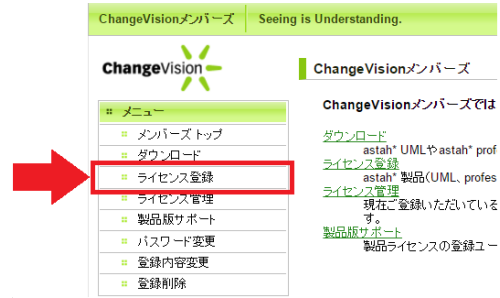 ChangeVisionメンバーズ
Seeing is Understanding.
ChangeVision
メニュー
メンバーズトップ
ダウンロード
ライセンス登録
ライセンス管理
製品版サポート
パスワード変更
登録内容変更
登録削除
ChangeVisionメンバーズ
ChangeVisionメンバーズでは
ダウンロード
astah* UMLやastah* prof
ライセンス登録
astah* 製品(UML、profes
ライセンス管理
現在ご登録いただいている
す。
製品版サポート
製品ライセンスの登録ユー